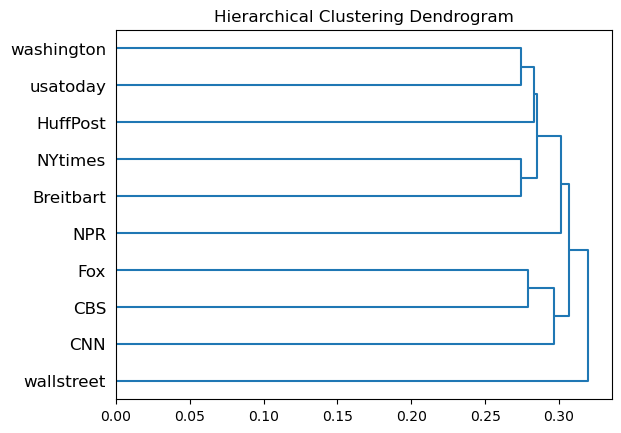 Hierarchical Clustering Dendrogram
washington
usatoday
HuffPost
NYtimes
Breitbart
NPR
Fox
CBS
CNN
wallstreet
0.00 0.05 0.10 0.15 0.20 0.25 0.30